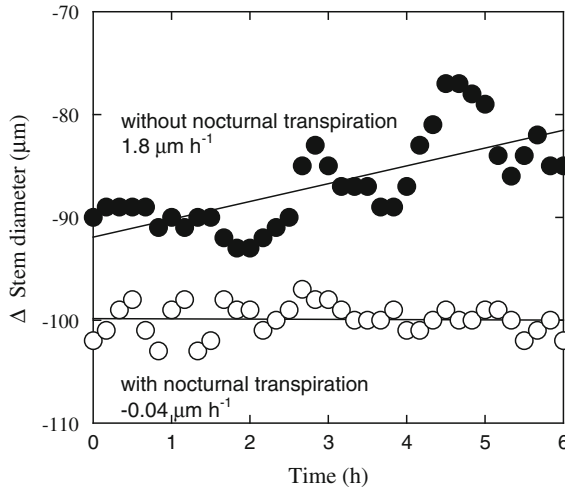 -70
-80
-90
-100
-110
Δ Stem diameter (μm)
without nocturnal transpiration
1.8 μm h⁻¹
with nocturnal transpiration
-0.04 μm h⁻¹
0 1 2 3 4 5 6
Time (h)